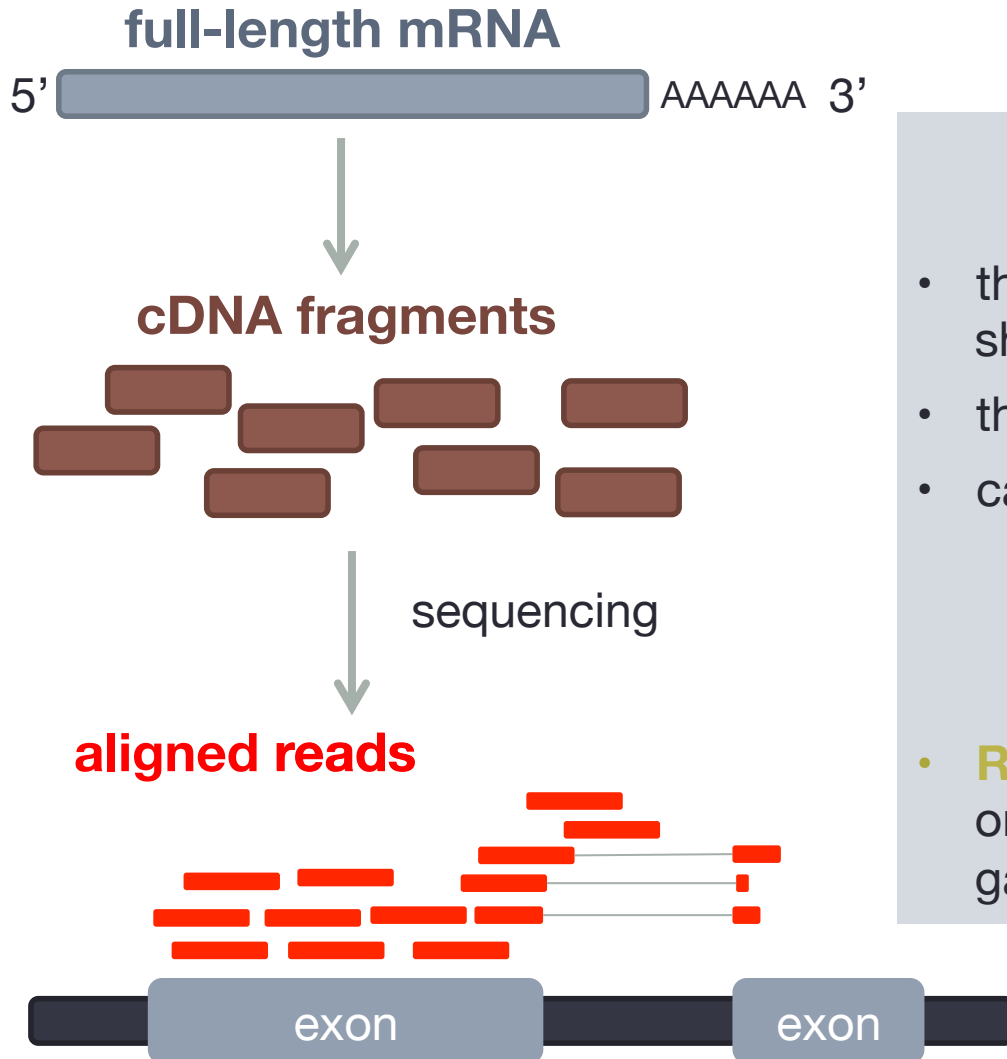 full-length mRNA
5’ AAAAAA 3’
cDNA fragments
sequencing
aligned reads
exon exon